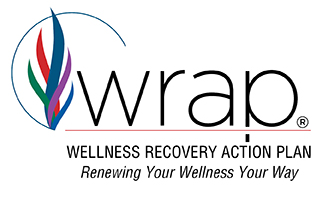 wrap®
WELLNESS RECOVERY ACTION PLAN
Renewing Your Wellness Your Way